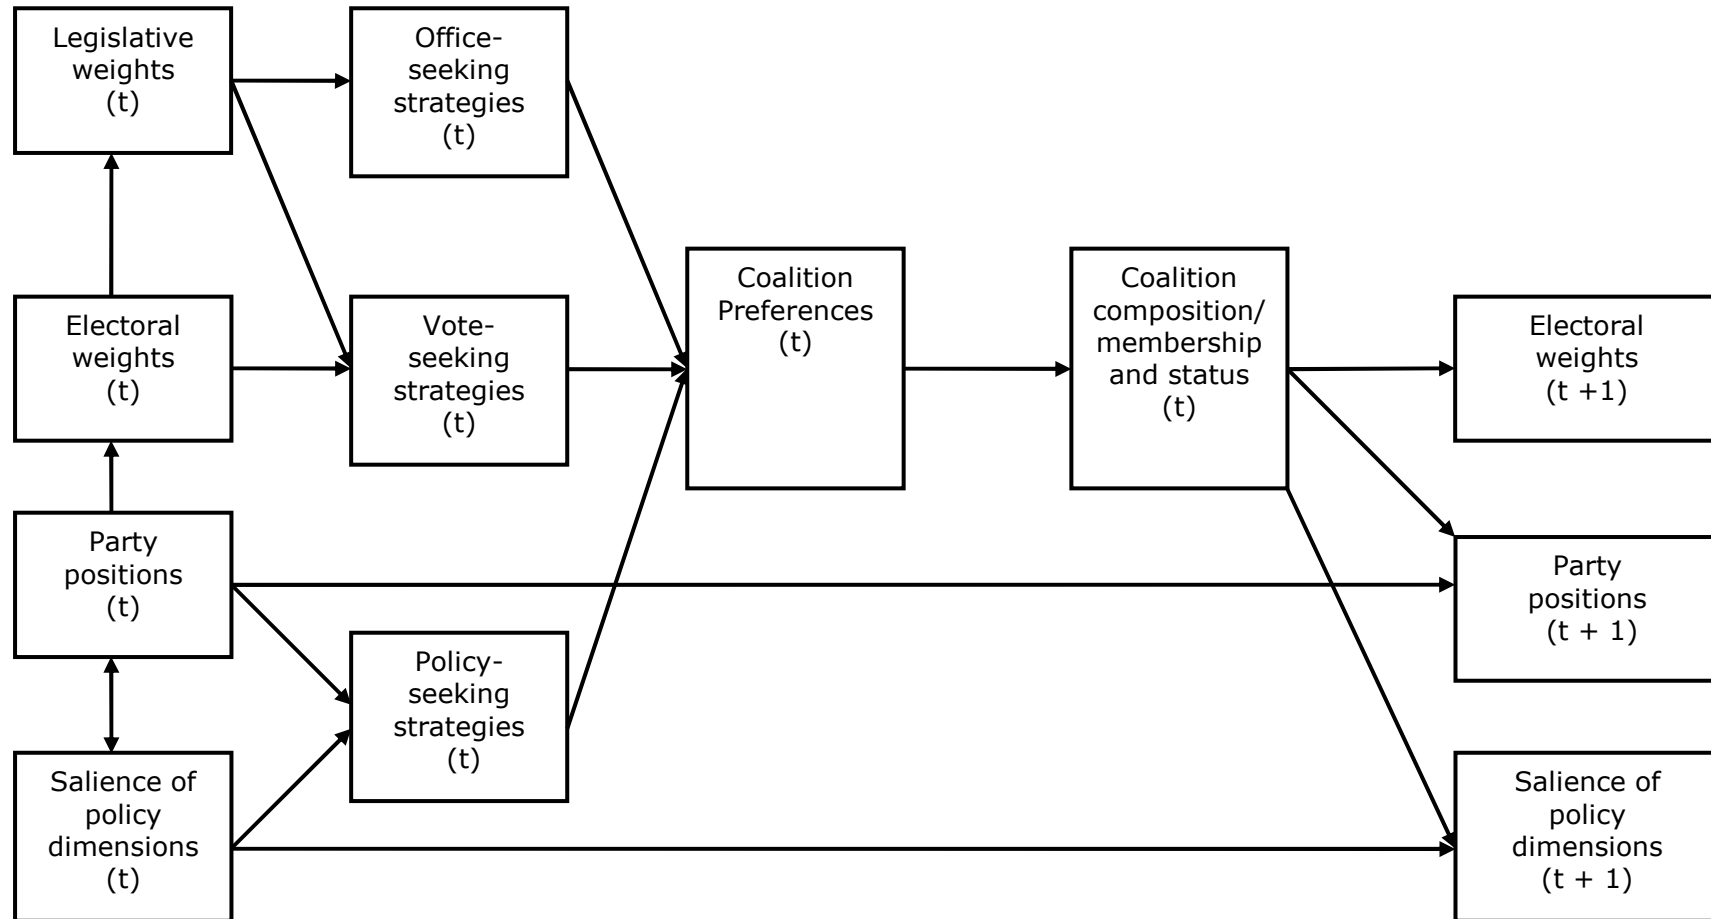 Legislative
weights
(t)
Office-
seeking
strategies
(t)
Electoral
weights
(t)
Vote-
seeking
strategies
(t)
Coalition
Preferences
(t)
Coalition
composition/
membership
and status
(t)
Electoral
weights
(t +1)
Party
positions
(t)
Policy-
seeking
strategies
(t)
Party
positions
(t + 1)
Salience of
policy
dimensions
(t)
Salience of
policy
dimensions
(t + 1)